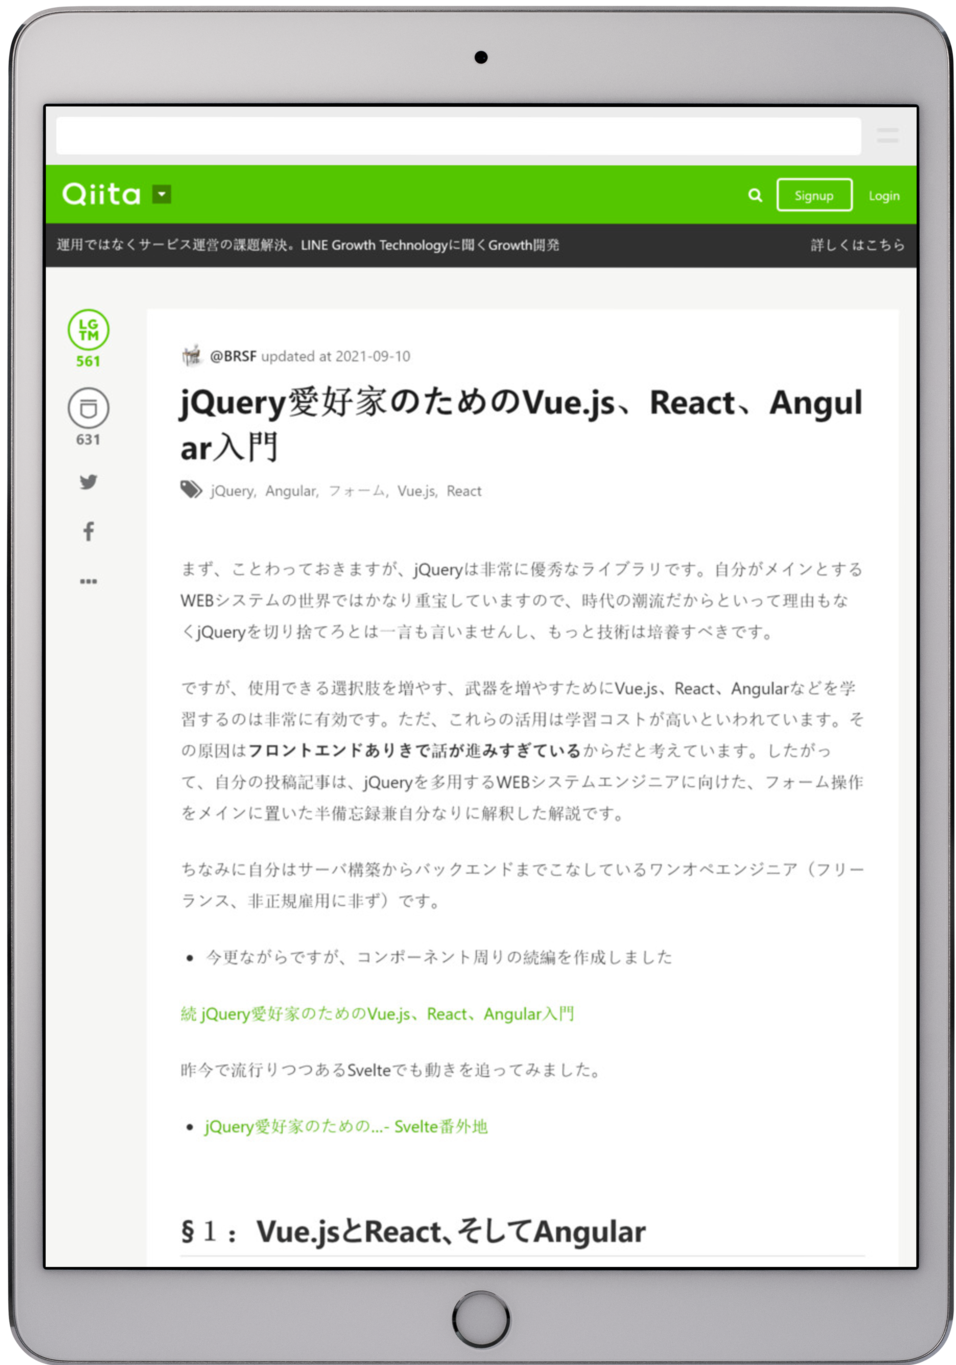 Qiita
Signup
Login
運用ではなくサービス運営の課題解決。LINE Growth Technologyに聞くGrowth開発
詳しくはこちら
LG
TM
561
631
@BRSF updated at 2021-09-10
jQuery愛好家のためのVue.js、React、Angul
ar入門
jQuery, Angular, フォーム, Vue.js, React
まず、ことわっておきますが、jQueryは非常に優秀なライブラリです。自分がメインとする
WEBシステムの世界ではかなり重宝していますので、時代の潮流だからといって理由もな
くjQueryを切り捨てろとは一言も言いませんし、もっと技術は培養すべきです。
ですが、使用できる選択肢を増やす、武器を増やすためにVue.js、React、Angularなどを学
習するのは非常に有効です。ただ、これらの活用は学習コストが高いといわれています。そ
の原因はフロントエンドありきで話が進みすぎているからだと考えています。したがっ
て、自分の投稿記事は、jQueryを多用するWEBシステムエンジニアに向けた、フォーム操作
をメインに置いた半備忘録兼自分なりに解釈した解説です。
ちなみに自分はサーバ構築からバックエンドまでこなしているワンオペエンジニア（フリー
ランス、非正規雇用に非ず）です。
• 今更ながらですが、コンポーネント周りの続編を作成しました
続 jQuery愛好家のためのVue.js、React、Angular入門
昨今で流行りつつあるSvelteでも動きを追ってみました。
• jQuery愛好家のための...- Svelte番外地
§１： Vue.jsとReact、そしてAngular